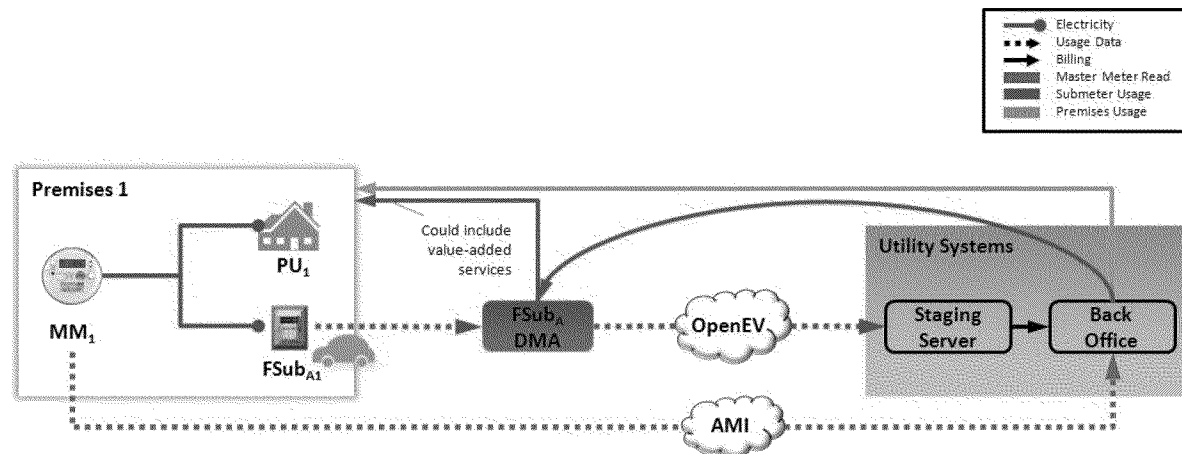 Electricity
Usage Data
Billing
Master Meter Read
Submeter Usage
Premises Usage
Premises 1
Could include
value-added
services
Utility Systems
PU1
MM1
FSubA1
FSubA
DMA
OpenEV
Staging
Server
Back
Office
AMI